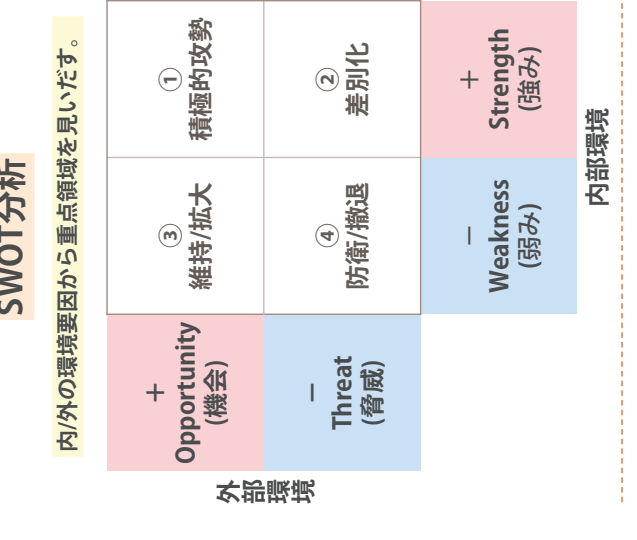 SWOT分析
内/外の環境要因から重点領域を見いだす。
外部環境
＋
Opportunity
(機会)
③
維持/拡大
①
積極的攻勢
－
Threat
(脅威)
④
防衛/撤退
②
差別化
－
Weakness
(弱み)
＋
Strength
(強み)
内部環境